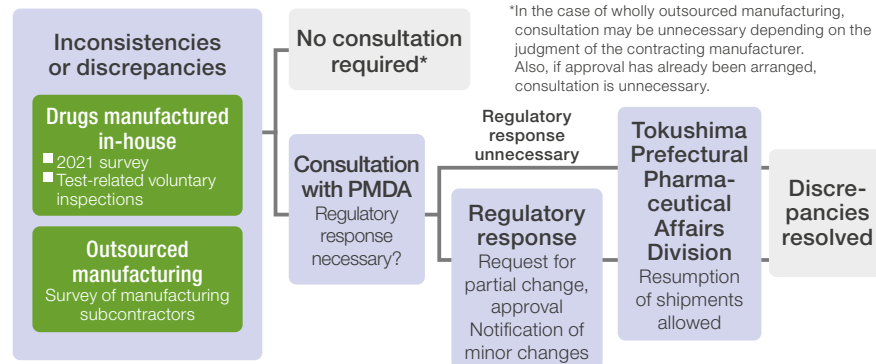 Inconsistencies
or discrepancies
Drugs manufactured
in-house
2021 survey
Test-related voluntary
inspections
Outsourced
manufacturing
Survey of manufacturing
subcontractors
No consultation
required*
*In the case of wholly outsourced manufacturing,
consultation may be unnecessary depending on the
judgment of the contracting manufacturer.
Also, if approval has already been arranged,
consultation is unnecessary.
Consultation
with PMDA
Regulatory
response
necessary?
Regulatory
response
unnecessary
Regulatory
response
Request for
partial change,
approval
Notification of
minor changes
Tokushima
Prefectural
Pharma-
ceutical
Affairs
Division
Resumption
of shipments
allowed
Discre-
pancies
resolved